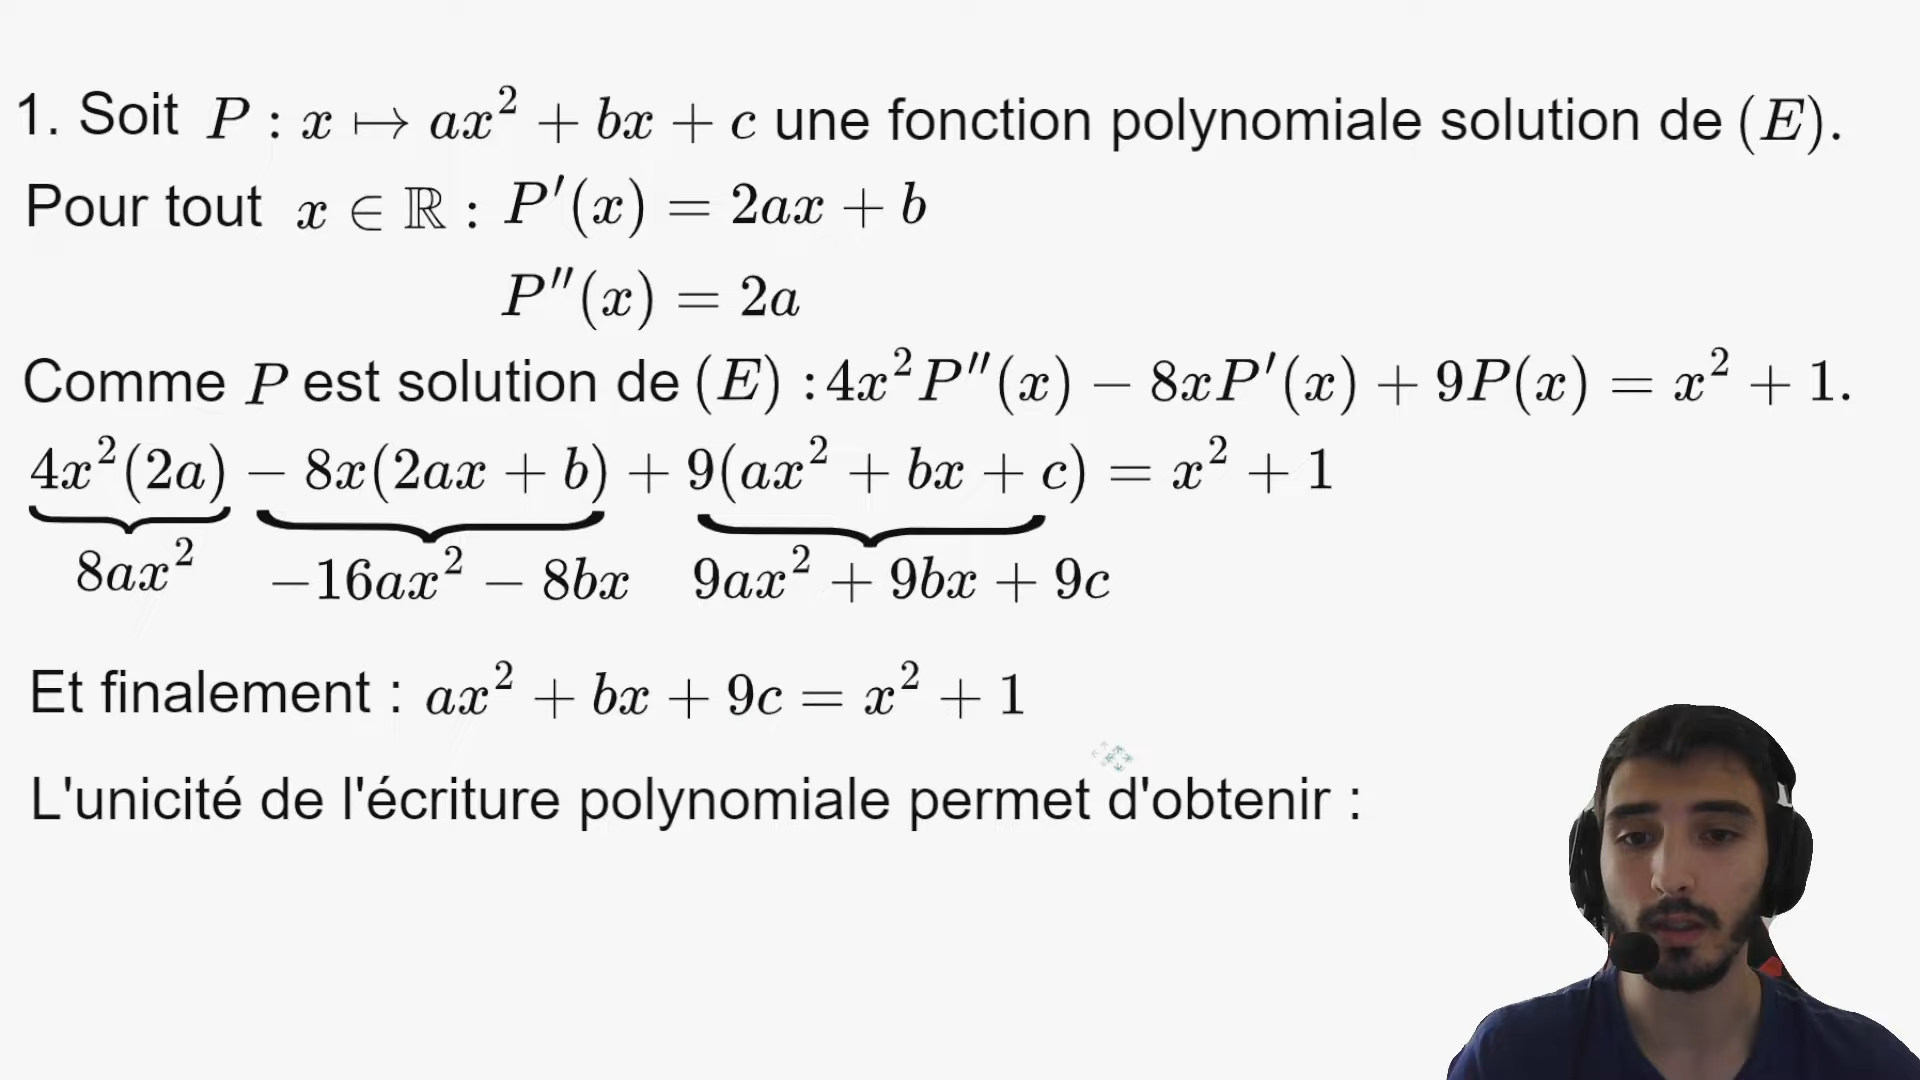 1. Soit P : x ↦ ax² + bx + c une fonction polynomiale solution de (E).
Pour tout x ∈ ℝ : P′(x) = 2ax + b
P″(x) = 2a
Comme P est solution de (E) : 4x²P″(x) − 8xP′(x) + 9P(x) = x² + 1.
4x²(2a) − 8x(2ax + b) + 9(ax² + bx + c) = x² + 1
8ax² −16ax² − 8bx 9ax² + 9bx + 9c
Et finalement : ax² + bx + 9c = x² + 1
L'unicité de l'écriture polynomiale permet d'obtenir :